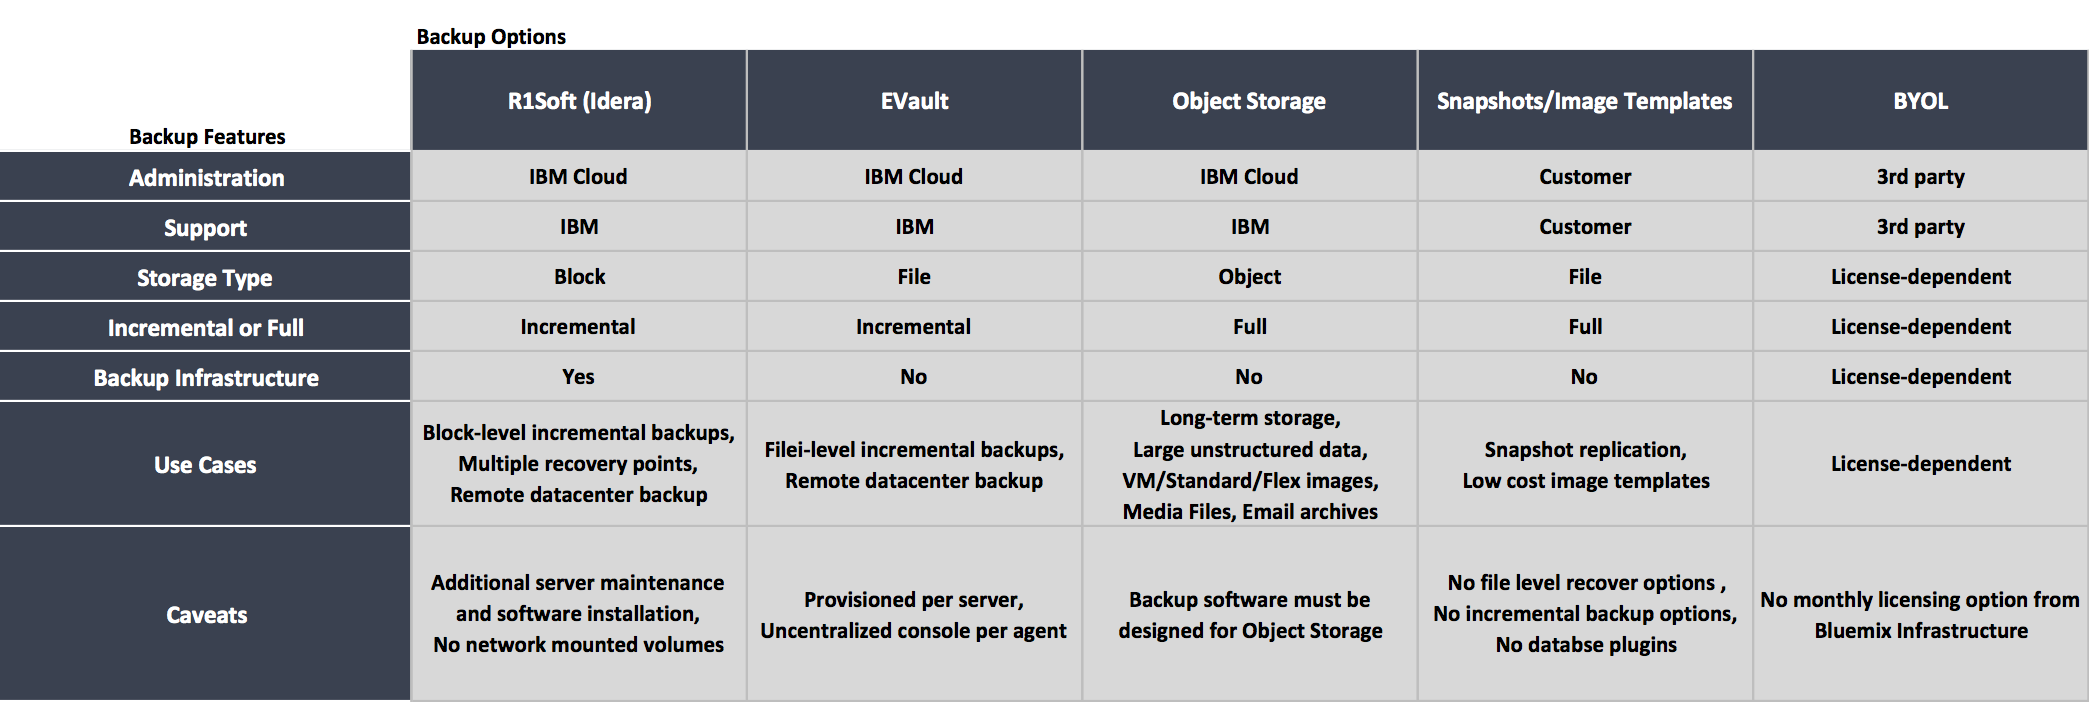 Backup Options
R1Soft (Idera) EVault Object Storage Snapshots/Image Templates BYOL
Backup Features
Administration IBM Cloud IBM Cloud IBM Cloud Customer 3rd party
Support IBM IBM IBM Customer 3rd party
Storage Type Block File Object File License-dependent
Incremental or Full Incremental Incremental Full Full License-dependent
Backup Infrastructure Yes No No No License-dependent
Use Cases
Block-level incremental backups,
Multiple recovery points,
Remote datacenter backup
Filei-level incremental backups,
Remote datacenter backup
Long-term storage,
Large unstructured data,
VM/Standard/Flex images,
Media Files, Email archives
Snapshot replication,
Low cost image templates
License-dependent
Caveats
Additional server maintenance
and software installation,
No network mounted volumes
Provisioned per server,
Uncentralized console per agent
Backup software must be
designed for Object Storage
No file level recover options ,
No incremental backup options,
No databse plugins
No monthly licensing option from
Bluemix Infrastructure